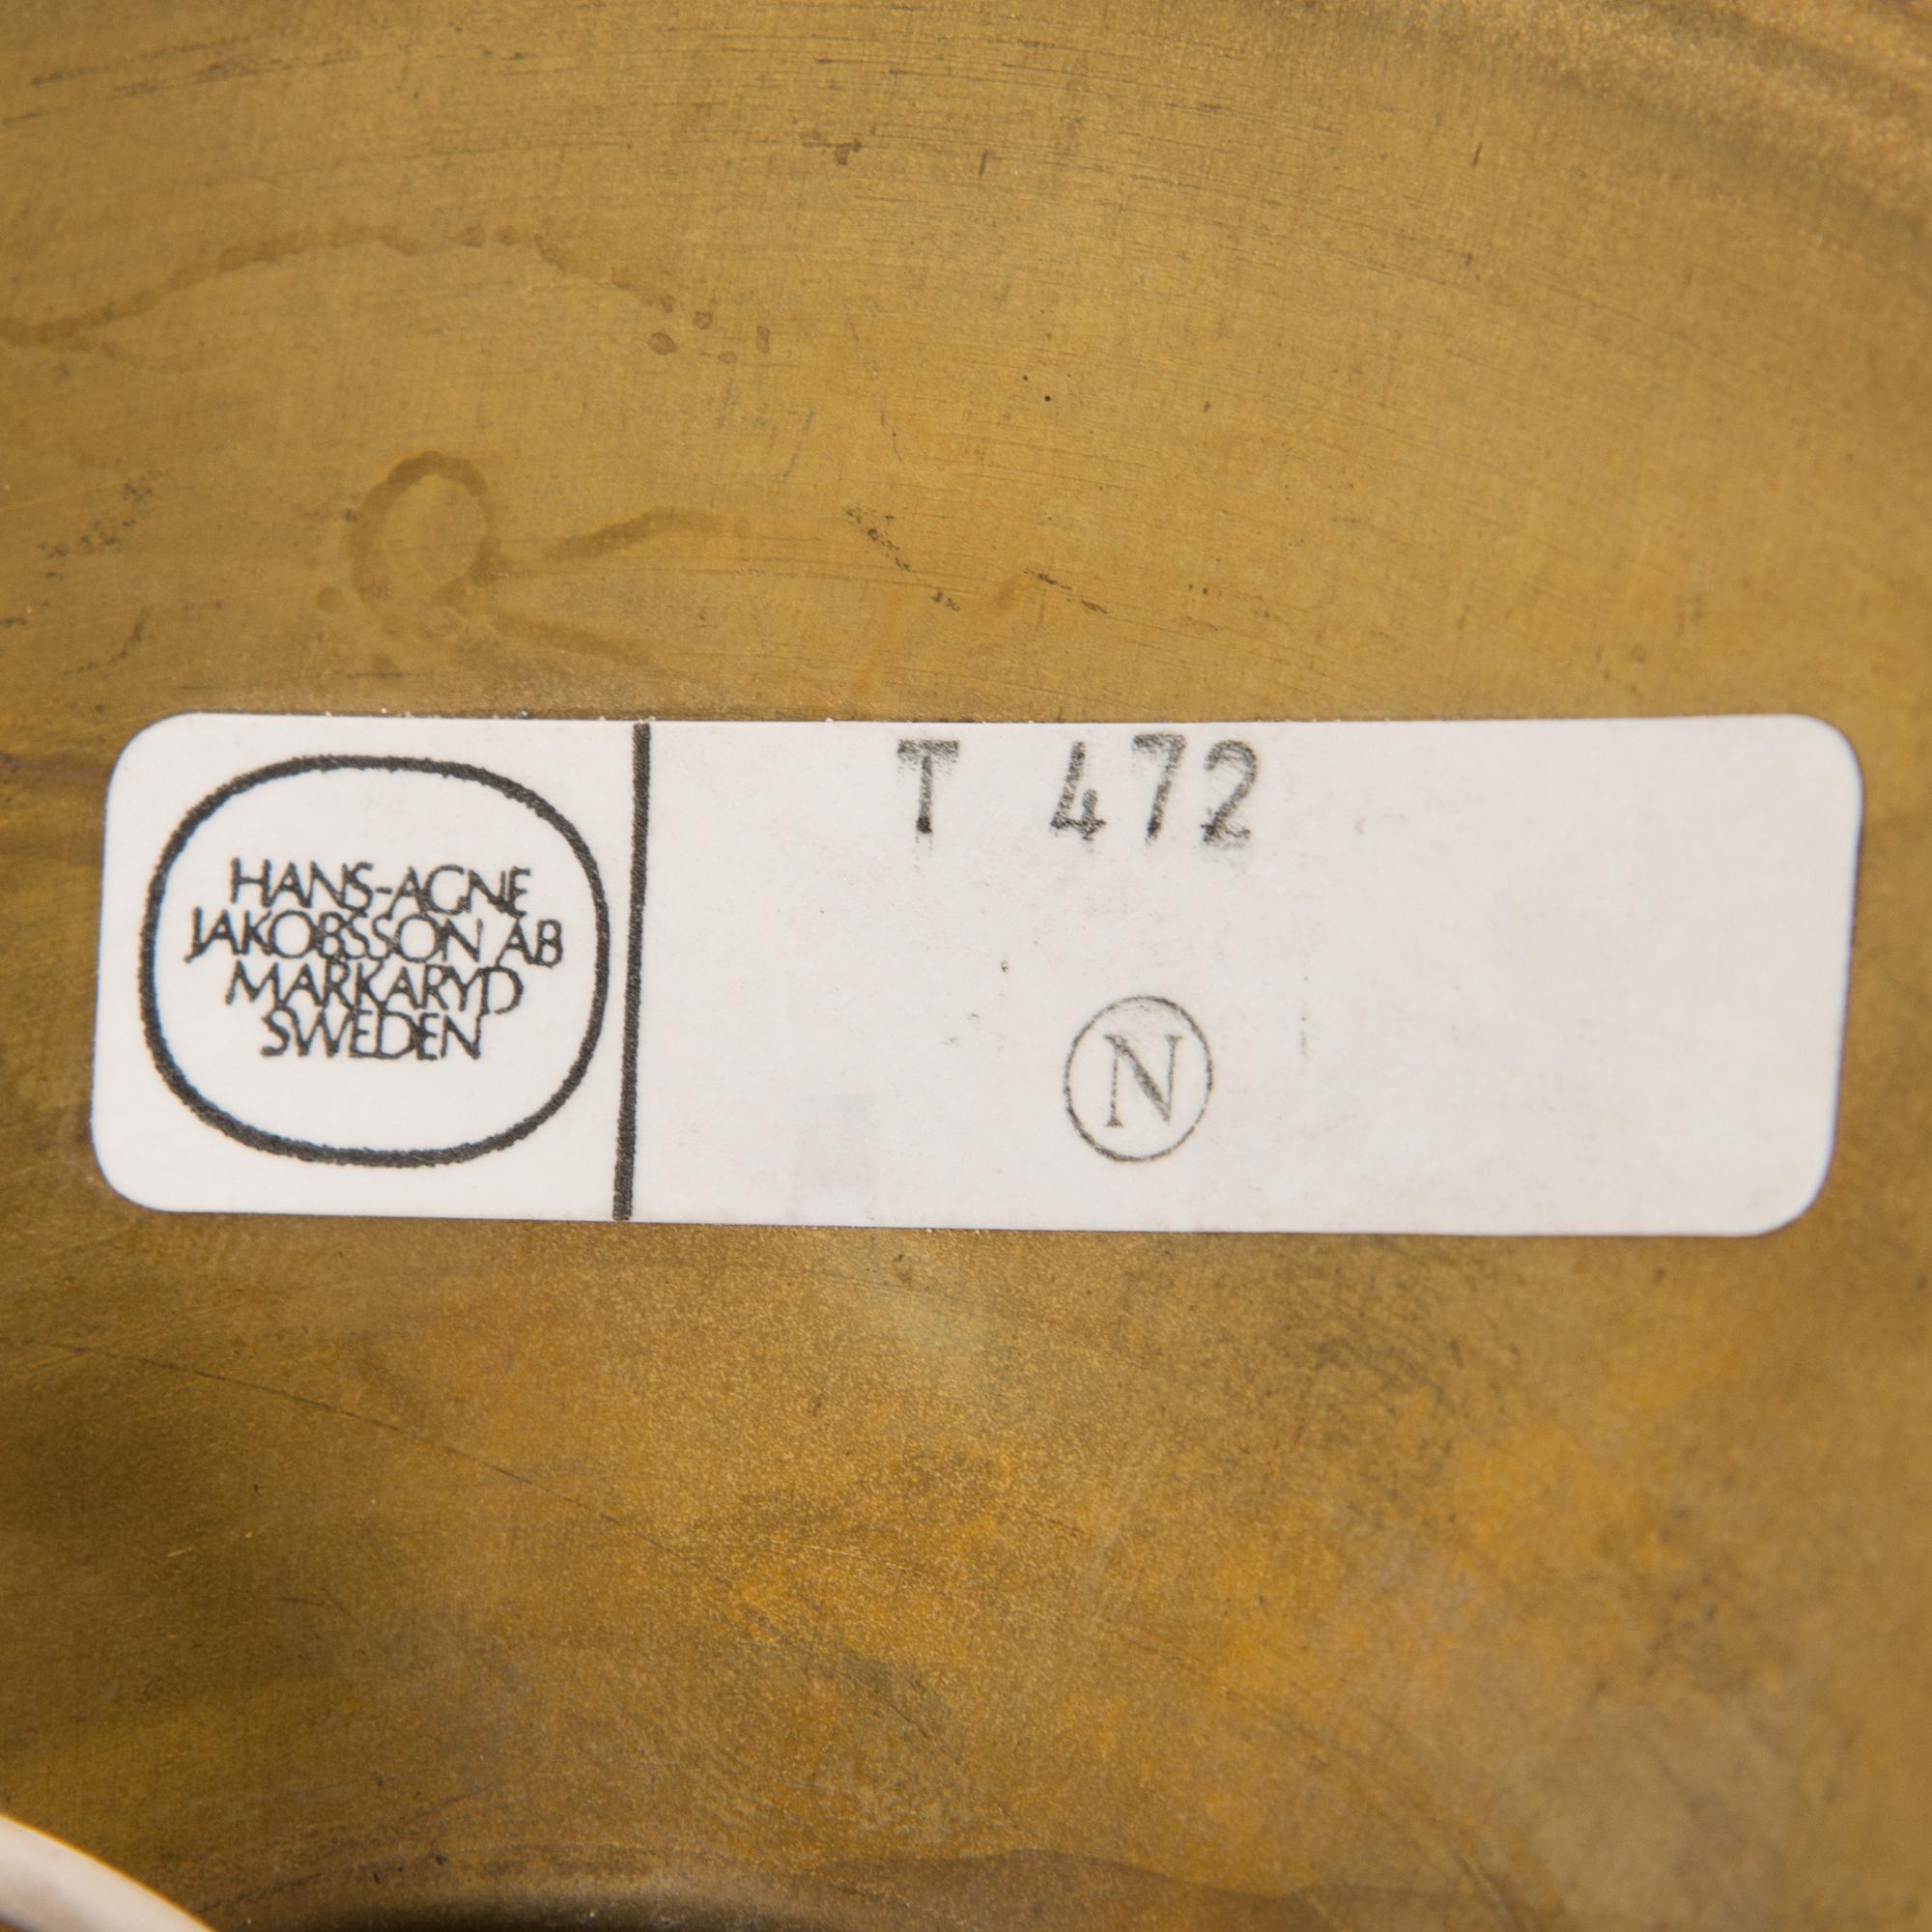 HANS-AGNE
JAKOBSSON AB
MARKARYD
SWEDEN
T 472
N